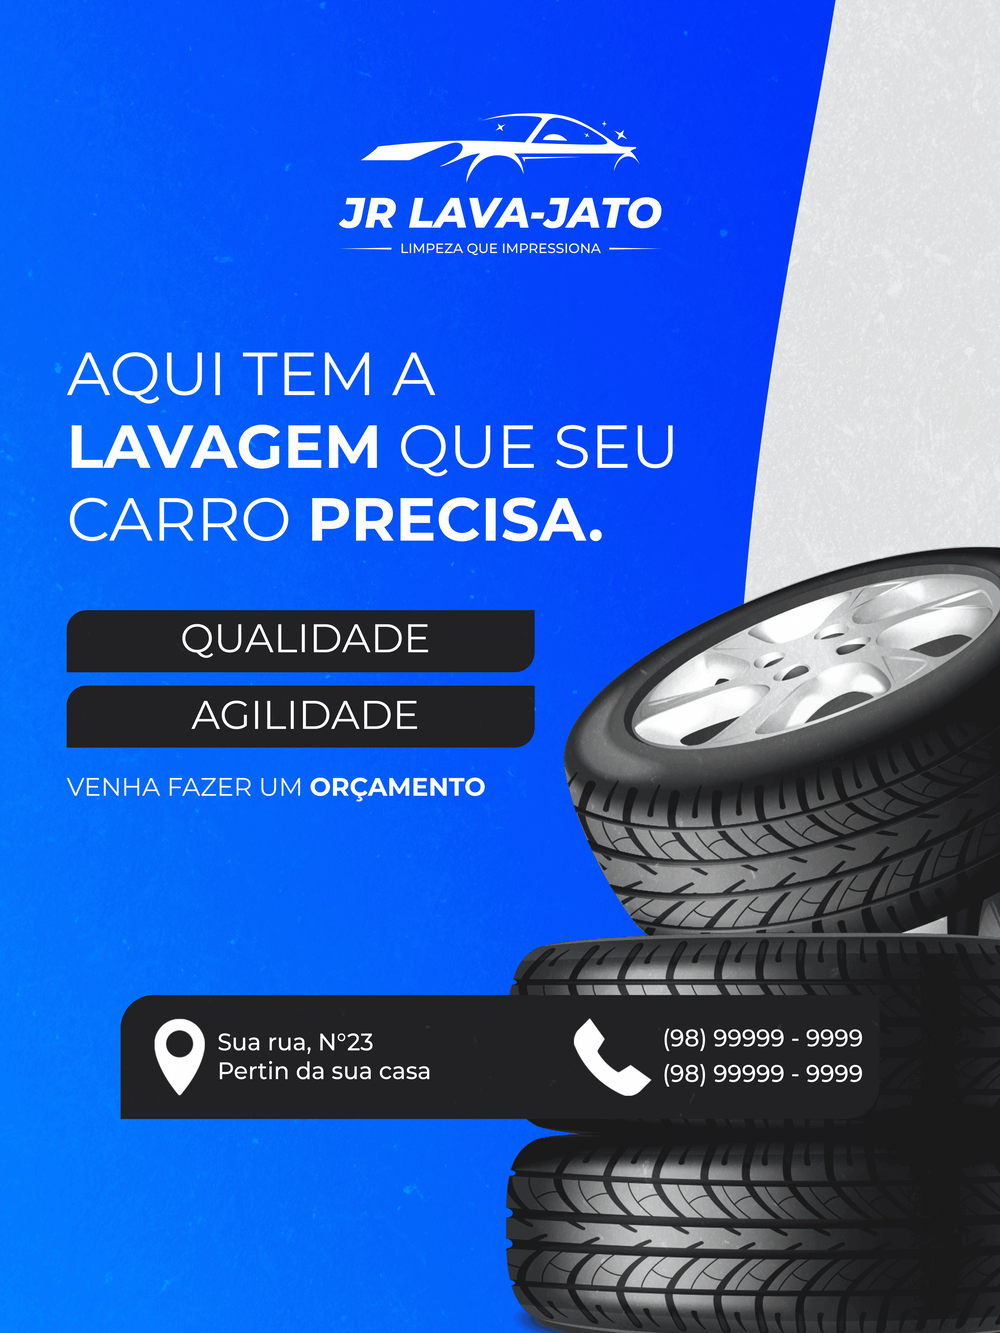 JR LAVA-JATO
LIMPEZA QUE IMPRESSIONA
AQUI TEM A
LAVAGEM QUE SEU
CARRO PRECISA.
QUALIDADE
AGILIDADE
VENHA FAZER UM ORÇAMENTO
Sua rua, N°23
Pertin da sua casa
(98) 99999 - 9999
(98) 99999 - 9999